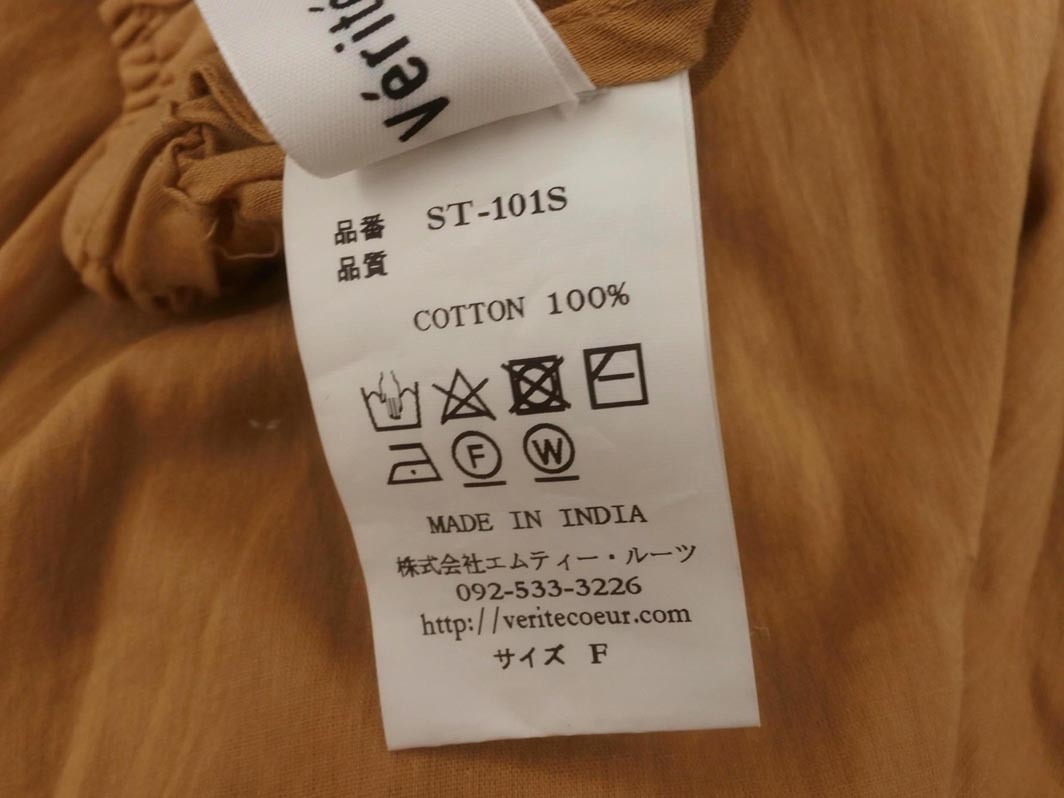 Vérit
品番 ST-101S
品質
COTTON 100%
F W
MADE IN INDIA
株式会社エムティー・ルーツ
092-533-3226
http://veritecoeur.com
サイズ F